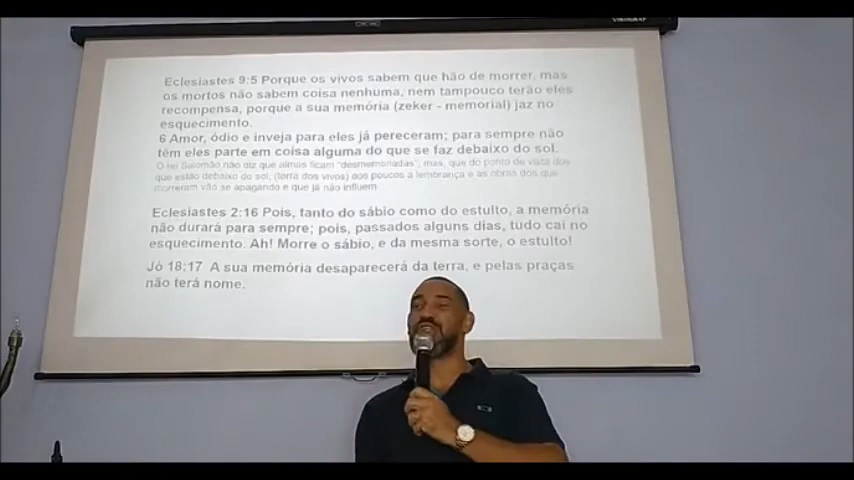 Eclesiastes 9:5 Porque os vivos sabem que hão de morrer, mas
os mortos não sabem coisa nenhuma, nem tampouco terão eles
recompensa, porque a sua memória (zeker - memorial) jaz no
esquecimento.
6 Amor, ódio e inveja para eles já pereceram; para sempre não
têm eles parte em coisa alguma do que se faz debaixo do sol.
O rei Salomão não diz que almas ficam "desmemoriadas", mas, que do ponto de vista dos
que estão debaixo do sol, (terra dos vivos) aos poucos a lembrança e as obras dos que
morreram vão se apagando e que já não influem
Eclesiastes 2:16 Pois, tanto do sábio como do estulto, a memória
não durará para sempre; pois, passados alguns dias, tudo cai no
esquecimento. Ah! Morre o sábio, e da mesma sorte, o estulto!
Jó 18:17 A sua memória desaparecerá da terra, e pelas praças
não terá nome.